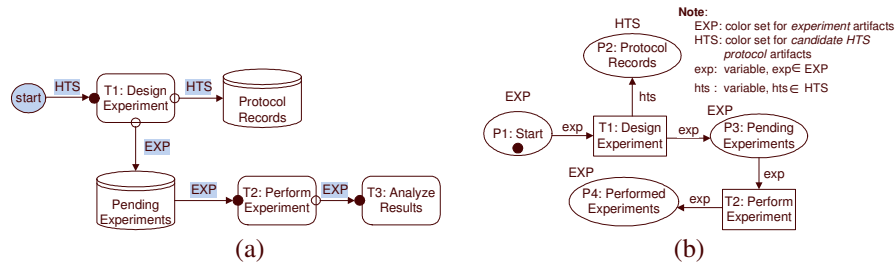 start
HTS
T1: Design
Experiment
HTS
Protocol
Records
EXP
Pending
Experiments
EXP
T2: Perform
Experiment
EXP
T3: Analyze
Results
(a)
HTS
P2: Protocol
Records
Note:
EXP: color set for experiment artifacts
HTS: color set for candidate HTS
protocol artifacts
exp: variable, exp∈ EXP
hts : variable, hts∈ HTS
hts
EXP
P1: Start
exp
T1: Design
Experiment
exp
EXP
P3: Pending
Experiments
exp
EXP
P4: Performed
Experiments
exp
T2: Perform
Experiment
(b)